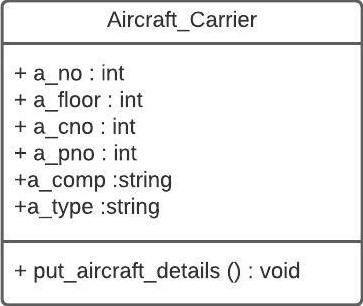 Aircraft_Carrier
+ a_no : int
+ a_floor : int
+ a_cno : int
+ a_pno : int
+a_comp :string
+a_type :string
+ put_aircraft_details () : void